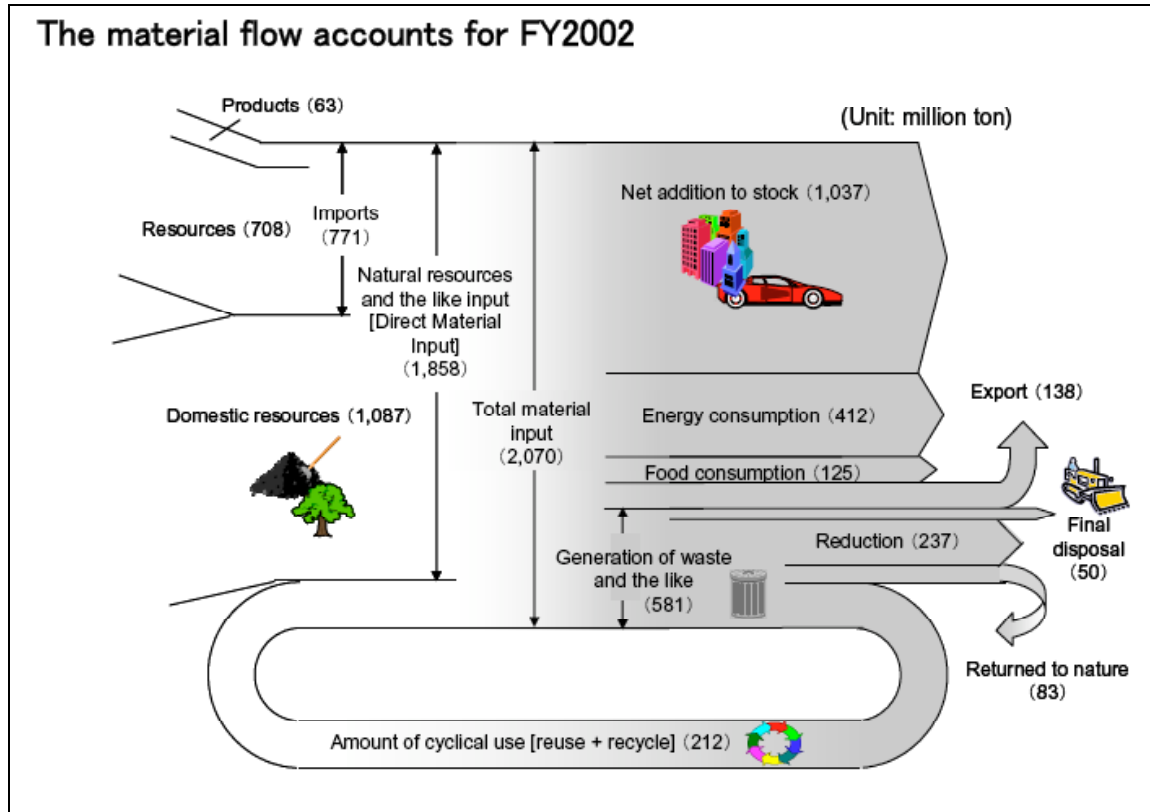 The material flow accounts for FY2002
Products (63)
(Unit: million ton)
Net addition to stock (1,037)
Resources (708)
Imports
(771)
Natural resources
and the like input
[Direct Material
Input]
(1,858)
Export (138)
Domestic resources (1,087)
Total material
input
(2,070)
Energy consumption (412)
Food consumption (125)
Final
disposal
(50)
Reduction (237)
Generation of waste
and the like
(581)
Returned to nature
(83)
Amount of cyclical use [reuse + recycle] (212)